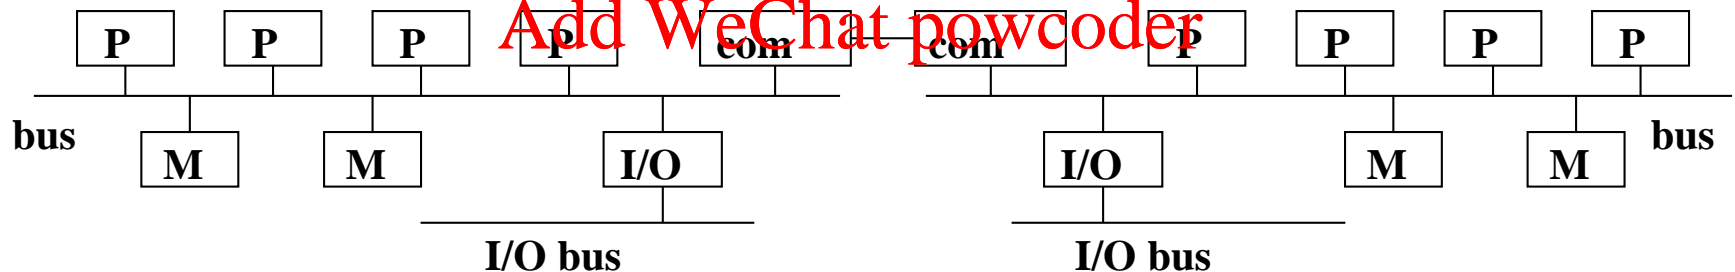 Add WeChat powcoder
P P P P com com P P P P
bus bus
M M I/O I/O M M
I/O bus I/O bus